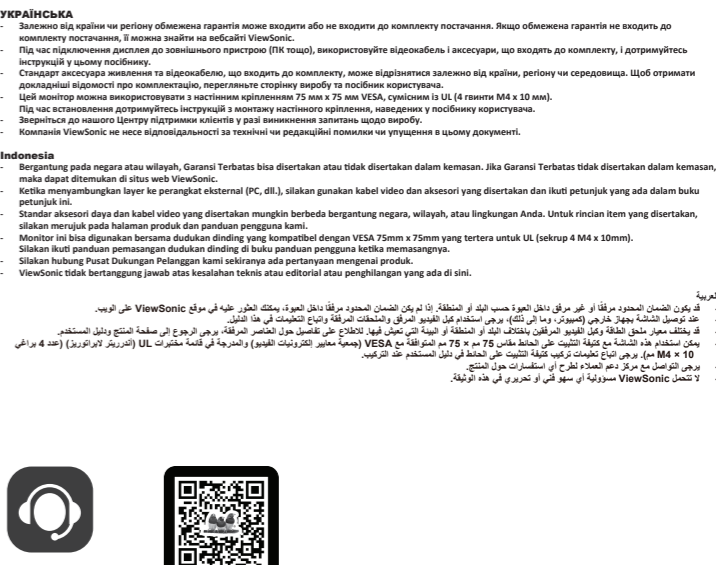 УКРАЇНСЬКА
- Залежно від країни чи регіону обмежена гарантія може входити або не входити до комплекту постачання. Якщо обмежена гарантія не входить до
комплекту постачання, її можна знайти на вебсайті ViewSonic.
- Під час підключення дисплея до зовнішнього пристрою (ПК тощо), використовуйте відеокабель і аксесуари, що входять до комплекту, і дотримуйтесь
інструкцій у цьому посібнику.
- Стандарт аксесуара живлення та відеокабелю, що входить до комплекту, може відрізнятися залежно від країни, регіону чи середовища. Щоб отримати
докладніші відомості про комплектацію, перегляньте сторінку виробу та посібник користувача.
- Цей монітор можна використовувати з настінним кріпленням 75 мм x 75 мм VESA, сумісним із UL (4 гвинти M4 x 10 мм).
Під час встановлення дотримуйтесь інструкцій з монтажу настінного кріплення, наведених у посібнику користувача.
- Зверніться до нашого Центру підтримки клієнтів у разі виникнення запитань щодо виробу.
- Компанія ViewSonic не несе відповідальності за технічні чи редакційні помилки чи упущення в цьому документі.
Indonesia
- Bergantung pada negara atau wilayah, Garansi Terbatas bisa disertakan atau tidak disertakan dalam kemasan. Jika Garansi Terbatas tidak disertakan dalam kemasan,
maka dapat ditemukan di situs web ViewSonic.
- Ketika menyambungkan layer ke perangkat eksternal (PC, dll.), silakan gunakan kabel video dan aksesori yang disertakan dan ikuti petunjuk yang ada dalam buku
petunjuk ini.
- Standar aksesori daya dan kabel video yang disertakan mungkin berbeda bergantung negara, wilayah, atau lingkungan Anda. Untuk rincian item yang disertakan,
silakan merujuk pada halaman produk dan panduan pengguna kami.
- Monitor ini bisa digunakan bersama dudukan dinding yang kompatibel dengan VESA 75mm x 75mm yang tertera untuk UL (sekrup 4 M4 x 10mm).
Silakan ikuti panduan pemasangan dudukan dinding di buku panduan pengguna ketika memasangnya.
- Silakan hubung Pusat Dukungan Pelanggan kami sekiranya ada pertanyaan mengenai produk.
- ViewSonic tidak bertanggung jawab atas kesalahan teknis atau editorial atau penghilangan yang ada di sini.
العربية
- قد يكون الضمان المحدود مرفقًا أو غير مرفق داخل العبوة حسب البلد أو المنطقة. إذا لم يكن الضمان المحدود مرفقًا داخل العبوة، يمكنك العثور عليه في موقع ViewSonic على الويب.
- عند توصيل الشاشة بجهاز خارجي (كمبيوتر، وما إلى ذلك)، يرجى استخدام كبل الفيديو المرفق والملحقات المرفقة واتباع التعليمات في هذا الدليل.
- قد يختلف معيار ملحق الطاقة وكبل الفيديو المرفقين باختلاف البلد أو المنطقة أو البيئة التي تعيش فيها. للاطلاع على تفاصيل حول العناصر المرفقة، يرجى الرجوع إلى صفحة المنتج ودليل المستخدم.
- يمكن استخدام هذه الشاشة مع كتيفة التثبيت على الحائط مقاس 75 مم × 75 مم المتوافقة مع VESA (جمعية معايير إلكترونيات الفيديو) والمدرجة في قائمة مختبرات UL (أندررايتر لابراتوريز) (عدد 4 براغي
M4 × 10 مم). يرجى اتباع تعليمات تركيب كتيفة التثبيت على الحائط في دليل المستخدم عند التركيب.
- يرجى التواصل مع مركز دعم العملاء لطرح أي استفسارات حول المنتج.
- لا تتحمل ViewSonic مسؤولية أي سهو فني أو تحريري في هذه الوثيقة.